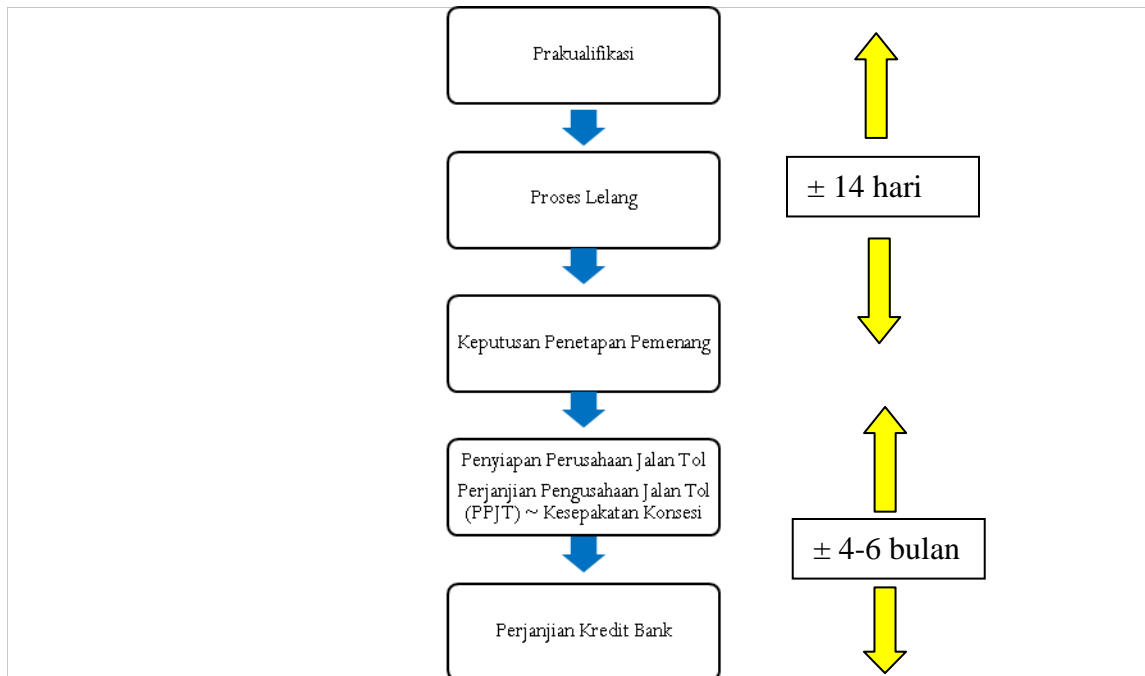 Prakualifikasi
± 14 hari
Proses Lelang
Keputusan Penetapan Pemenang
Penyiapan Perusahaan Jalan Tol
Perjanjian Pengusahaan Jalan Tol
(PPJT) ~ Kesepakatan Konsesi
± 4-6 bulan
Perjanjian Kredit Bank